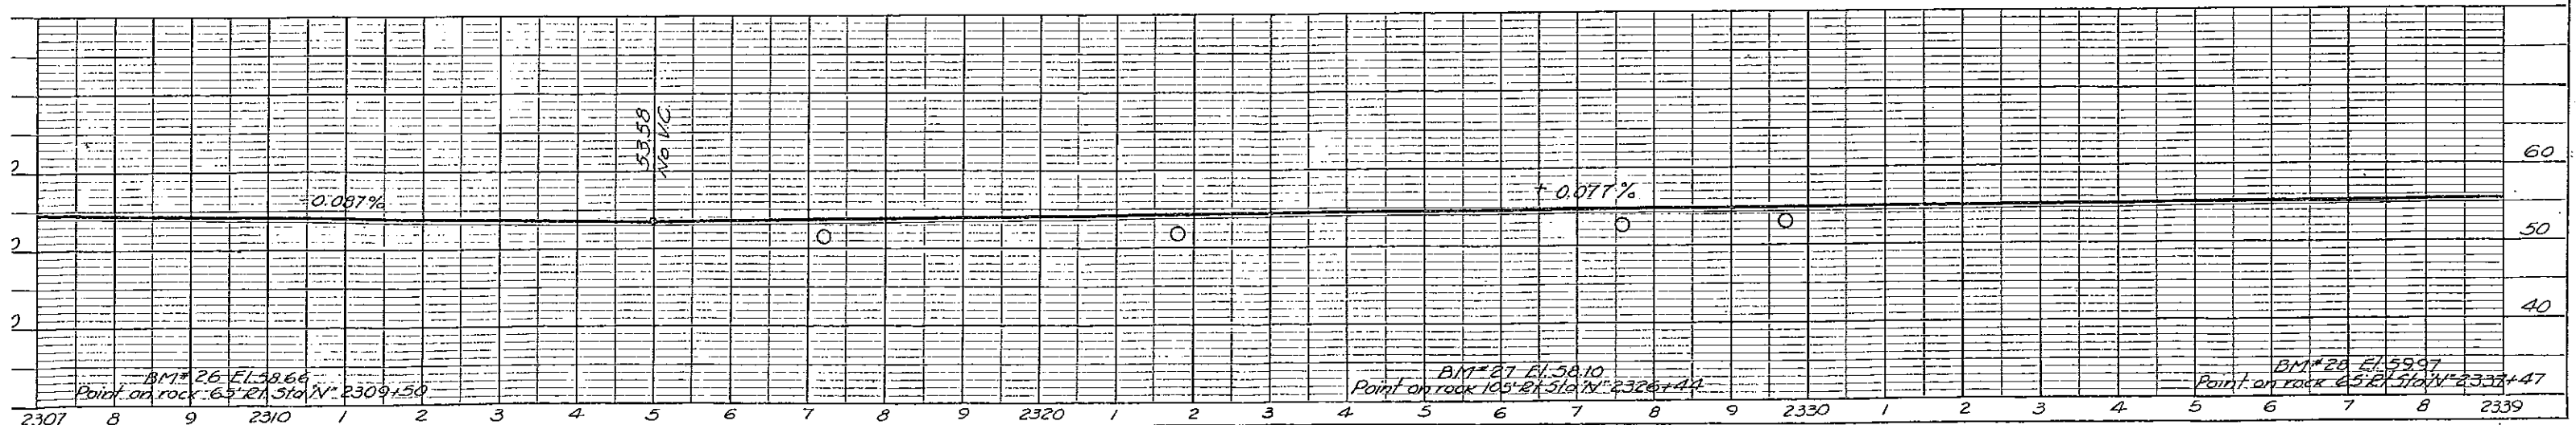 53.58
No V.C.
60
2
- 0.087%
+ 0.077%
2
50
2
40
BM# 26 El. 58.66
Point on rock 65' Rt. Sta "N" 2309+50
BM# 27 El. 58.10
Point on rock 105' Rt. Sta "N" 2326+44
BM# 28 El. 59.97
Point on rock 65' Rt. Sta "N" 2337+47
2307 8 9 2310 1 2 3 4 5 6 7 8 9 2320 1 2 3 4 5 6 7 8 9 2330 1 2 3 4 5 6 7 8 2339